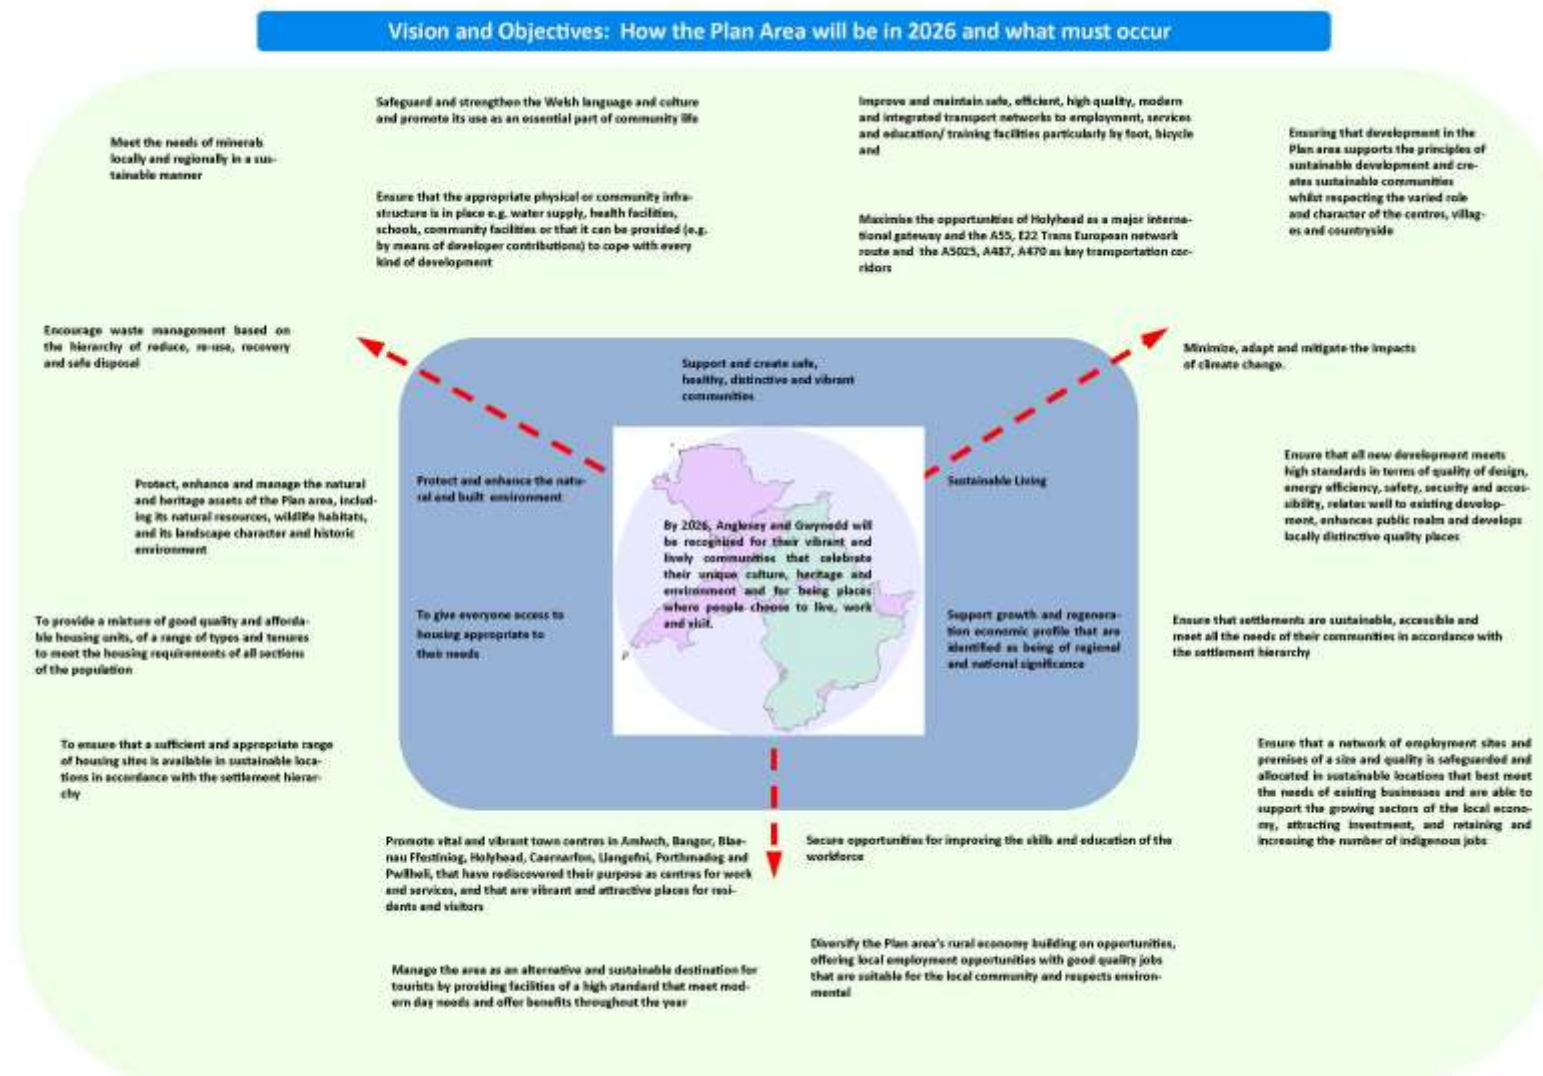 Vision and Objectives: How the Plan Area will be in 2026 and what must occur
Meet the needs of minerals
locally and regionally in a sus-
tainable manner
Safeguard and strengthen the Welsh language and culture
and promote its use as an essential part of community life
Ensure that the appropriate physical or community infra-
structure is in place e.g. water supply, health facilities,
schools, community facilities or that it can be provided (e.g.
by means of developer contributions) to cope with every
kind of development
Improve and maintain safe, efficient, high quality, modern
and integrated transport networks to employment, services
and education/ training facilities particularly by foot, bicycle
and
Maximise the opportunities of Holyhead as a major interna-
tional gateway and the A55, E22 Trans European network
route and the A5025, A487, A470 as key transportation cor-
ridors
Ensuring that development in the
Plan area supports the principles of
sustainable development and cre-
ates sustainable communities
whilst respecting the varied role
and character of the centres, villag-
es and countryside
Encourage waste management based on
the hierarchy of reduce, re-use, recovery
and safe disposal
Support and create safe,
healthy, distinctive and vibrant
communities
Minimize, adapt and mitigate the impacts
of climate change.
Protect, enhance and manage the natural
and heritage assets of the Plan area, includ-
ing its natural resources, wildlife habitats,
and its landscape character and historic
environment
Protect and enhance the natu-
ral and built environment
Sustainable Living
Ensure that all new development meets
high standards in terms of quality of design,
energy efficiency, safety, security and acces-
sibility, relates well to existing develop-
ment, enhances public realm and develops
locally distinctive quality places
By 2026, Anglesey and Gwynedd will
be recognized for their vibrant and
lively communities that celebrate
their unique culture, heritage and
environment and for being places
where people choose to live, work
and visit.
To provide a mixture of good quality and afforda-
ble housing units, of a range of types and tenures
to meet the housing requirements of all sections
of the population
To give everyone access to
housing appropriate to
their needs
Support growth and regenera-
tion economic profile that are
identified as being of regional
and national significance
Ensure that settlements are sustainable, accessible and
meet all the needs of their communities in accordance with
the settlement hierarchy
To ensure that a sufficient and appropriate range
of housing sites is available in sustainable loca-
tions in accordance with the settlement hierar-
chy
Ensure that a network of employment sites and
premises of a size and quality is safeguarded and
allocated in sustainable locations that best meet
the needs of existing businesses and are able to
support the growing sectors of the local econo-
my, attracting investment, and retaining and
increasing the number of indigenous jobs
Promote vital and vibrant town centres in Amlwch, Bangor, Blae-
nau Ffestiniog, Holyhead, Caernarfon, Llangefni, Porthmadog and
Pwllheli, that have rediscovered their purpose as centres for work
and services, and that are vibrant and attractive places for resi-
dents and visitors
Secure opportunities for improving the skills and education of the
workforce
Manage the area as an alternative and sustainable destination for
tourists by providing facilities of a high standard that meet mod-
ern day needs and offer benefits throughout the year
Diversify the Plan area's rural economy building on opportunities,
offering local employment opportunities with good quality jobs
that are suitable for the local community and respects environ-
mental